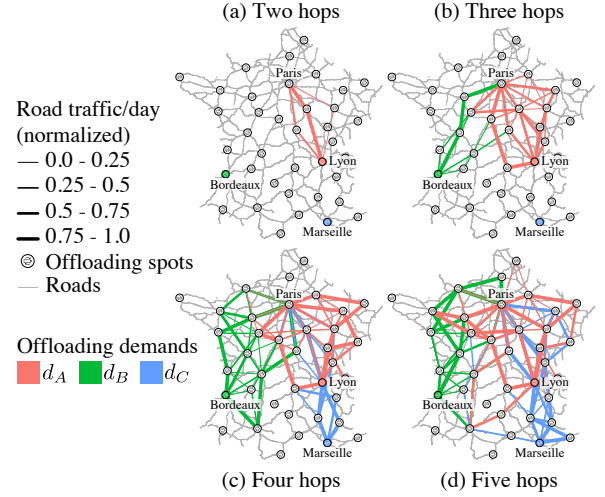 (a) Two hops
(b) Three hops
Road traffic/day
(normalized)
0.0 - 0.25
0.25 - 0.5
0.5 - 0.75
0.75 - 1.0
Offloading spots
Roads
Offloading demands
d_A d_B d_C
Paris
Lyon
Bordeaux
Marseille
Paris
Lyon
Bordeaux
Marseille
Paris
Lyon
Bordeaux
Marseille
Paris
Lyon
Bordeaux
Marseille
(c) Four hops
(d) Five hops